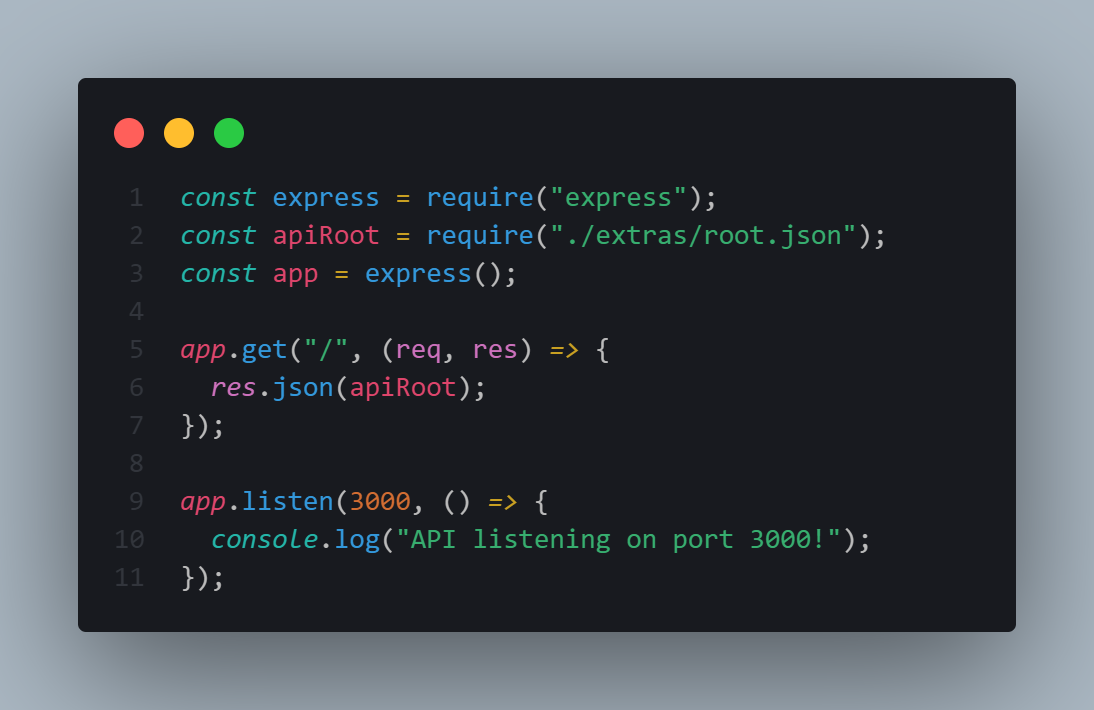 1 const express = require("express");
2 const apiRoot = require("./extras/root.json");
3 const app = express();
4
5 app.get("/", (req, res) => {
6   res.json(apiRoot);
7 });
8
9 app.listen(3000, () => {
10   console.log("API listening on port 3000!");
11 });